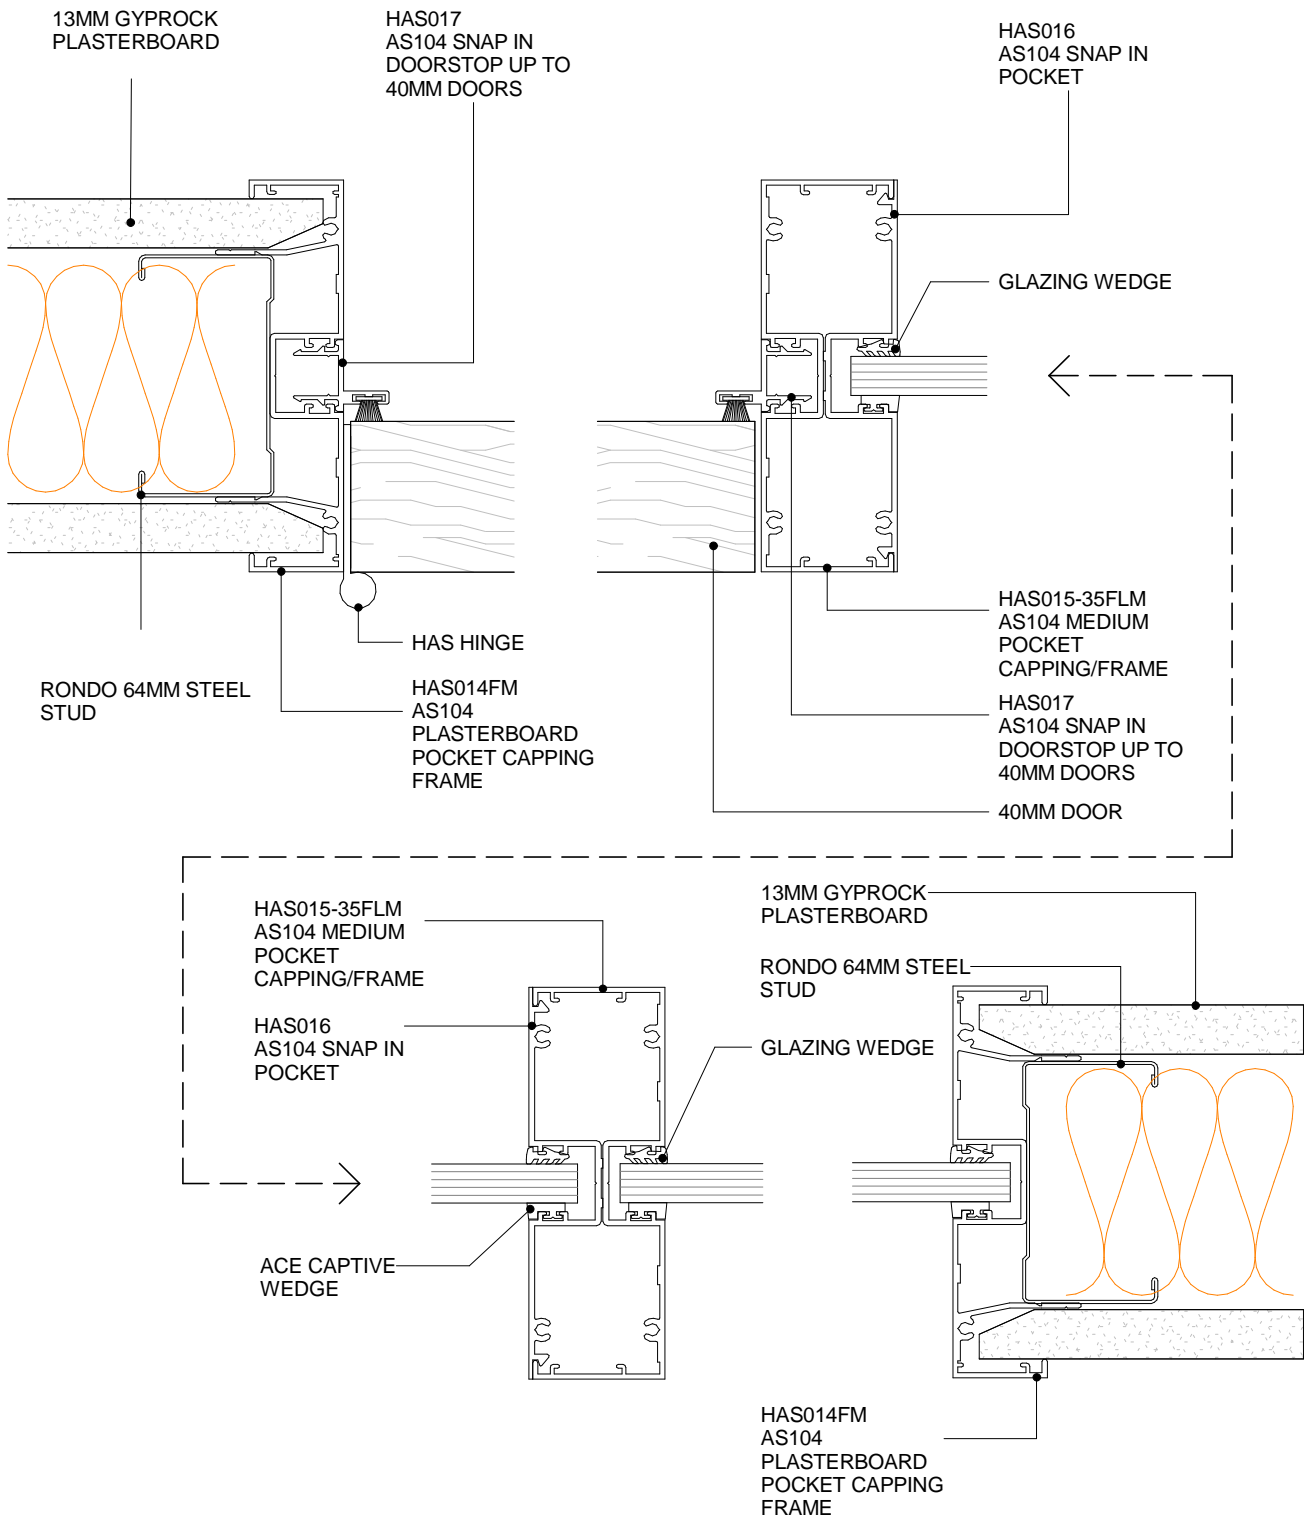 13MM GYPROCK
PLASTERBOARD
HAS017
AS104 SNAP IN
DOORSTOP UP TO
40MM DOORS
HAS016
AS104 SNAP IN
POCKET
GLAZING WEDGE
HAS015-35FLM
AS104 MEDIUM
POCKET
CAPPING/FRAME
HAS HINGE
RONDO 64MM STEEL
STUD
HAS014FM
AS104
PLASTERBOARD
POCKET CAPPING
FRAME
HAS017
AS104 SNAP IN
DOORSTOP UP TO
40MM DOORS
40MM DOOR
HAS015-35FLM
AS104 MEDIUM
POCKET
CAPPING/FRAME
13MM GYPROCK
PLASTERBOARD
RONDO 64MM STEEL
STUD
HAS016
AS104 SNAP IN
POCKET
GLAZING WEDGE
ACE CAPTIVE
WEDGE
HAS014FM
AS104
PLASTERBOARD
POCKET CAPPING
FRAME